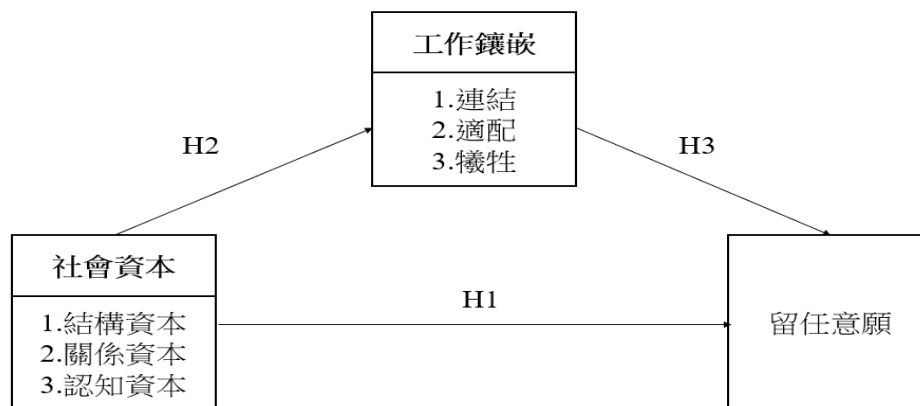 工作鑲嵌
1.連結
2.適配
3.犧牲
H2
H3
社會資本
1.結構資本
2.關係資本
3.認知資本
H1
留任意願